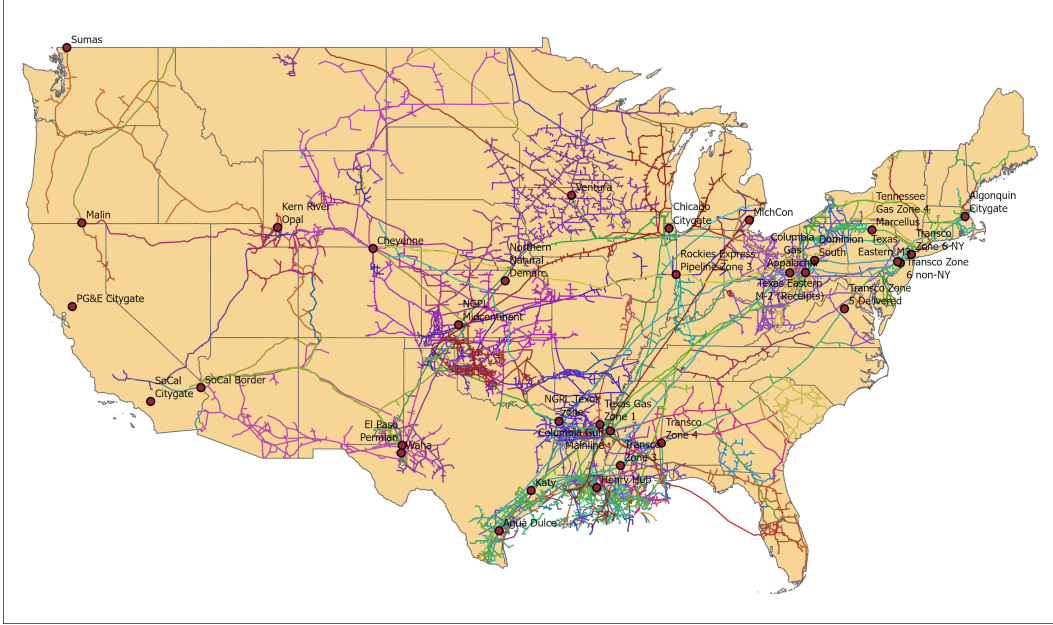 Sumas
Malin
Kern River
Opal
Cheyenne
PG&E Citygate
SoCal
Citygate
SoCal Border
El Paso
Permian
Waha
Ventura
Northern
Natural
Demarc
NGPL
Midcontinent
Chicago
Citygate
MichCon
Rockies Express
Pipeline Zone 3
Columbia
Gas
Appalachia
Dominion
South
Texas Eastern
M-2 (Receipts)
Tennessee
Gas Zone 4
Marcellus
Texas
Eastern M3
Transco
Zone 6-NY
Algonquin
Citygate
Transco Zone
6 non-NY
Transco Zone
5 Delivered
NGPL Texok
zone
Texas Gas
Zone 1
Columbia Gulf
Mainline
Transco
Zone 4
Transco
Zone 3
Henry Hub
Katy
Agua Dulce